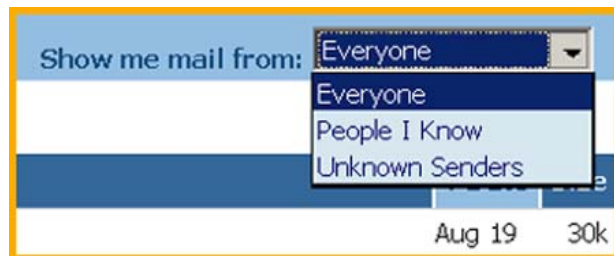 Show me mail from: Everyone
Everyone
People I Know
Unknown Senders
Aug 19 30k